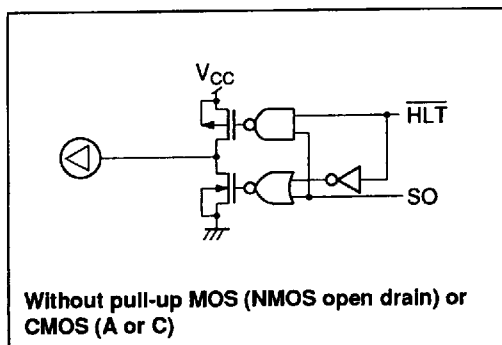 VCC
HLT
SO
Without pull-up MOS (NMOS open drain) or
CMOS (A or C)